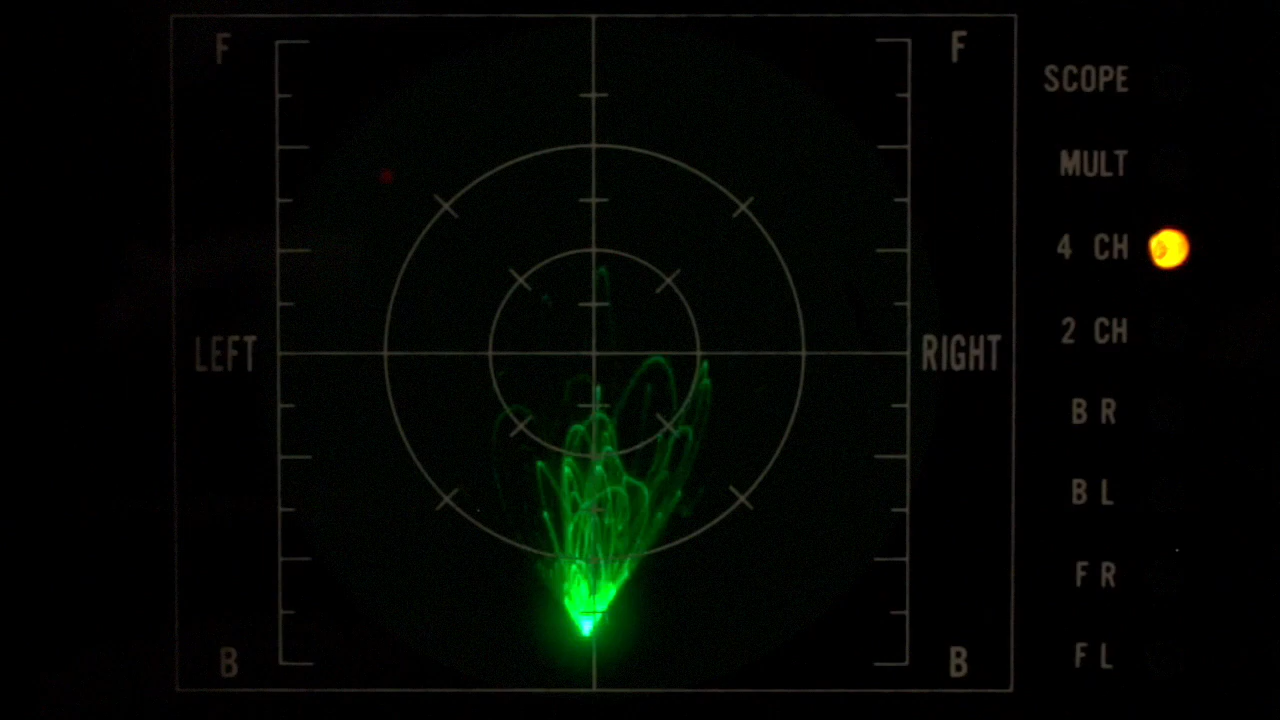 F F SCOPE
MULT
4 CH
LEFT RIGHT 2 CH
B R
B L
F R
B B F L